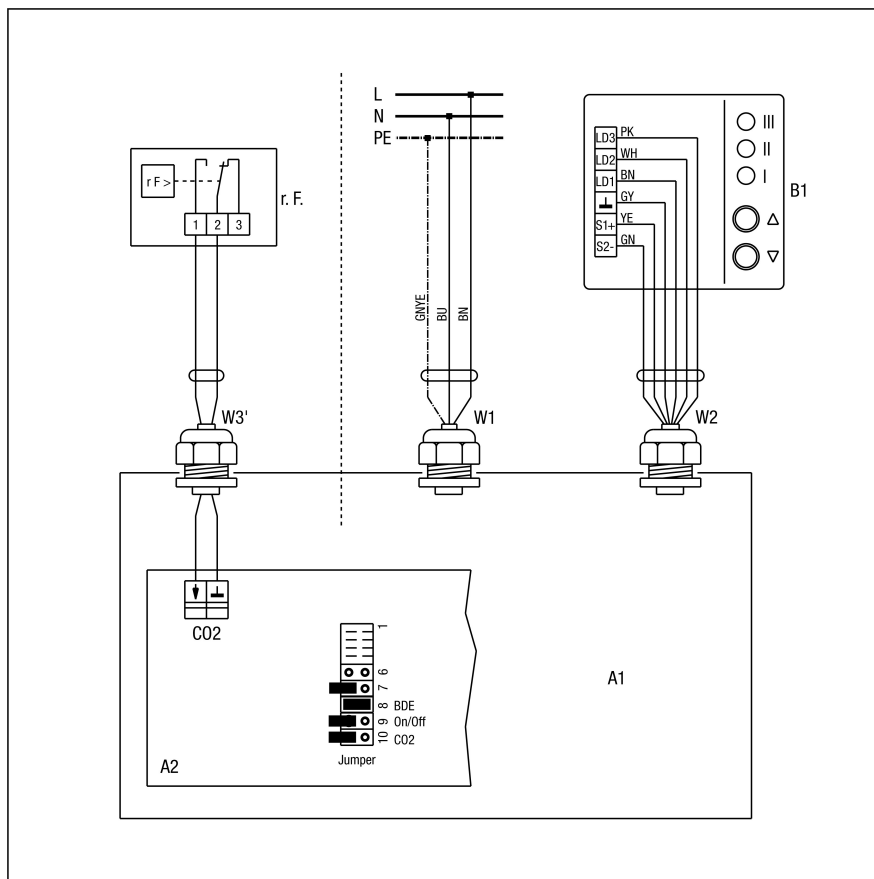 L
N
PE
r F >
1 2 3
r. F.
LD3 PK
LD2 WH
LD1 BN
GY
S1+ YE
S2- GN
III
II
I
B1
GNYE
BU
BN
W3'
W1
W2
CO2
1
6
7
8 BDE
9 On/Off
10 CO2
Jumper
A1
A2